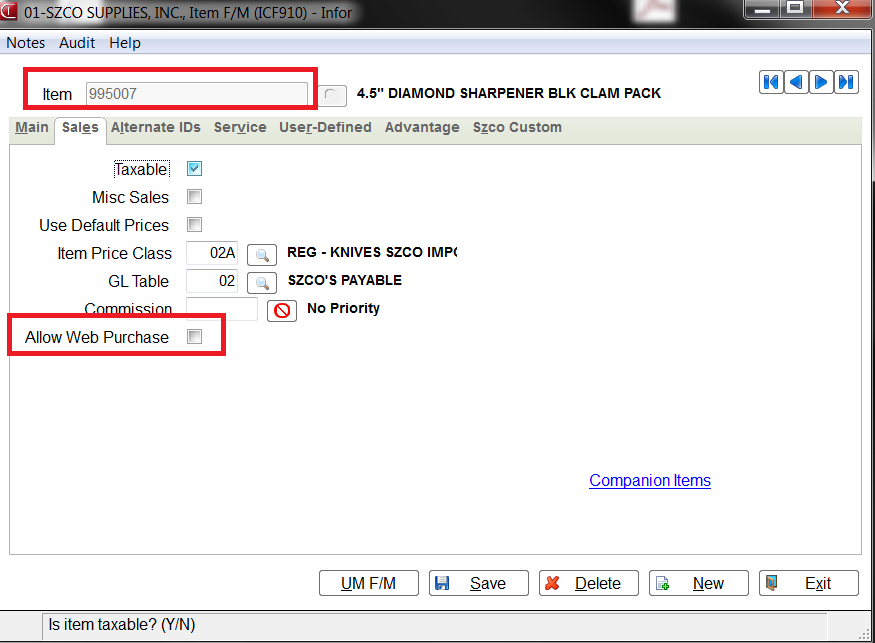 01-SZCO SUPPLIES, INC., Item F/M (ICF910) - Infor
Notes Audit Help
Item 995007 4.5" DIAMOND SHARPENER BLK CLAM PACK
Main Sales Alternate IDs Service User-Defined Advantage Szco Custom
Taxable
Misc Sales
Use Default Prices
Item Price Class 02A REG - KNIVES SZCO IMPO
GL Table 02 SZCO'S PAYABLE
Commission No Priority
Allow Web Purchase
Companion Items
UM F/M Save Delete New Exit
Is item taxable? (Y/N)